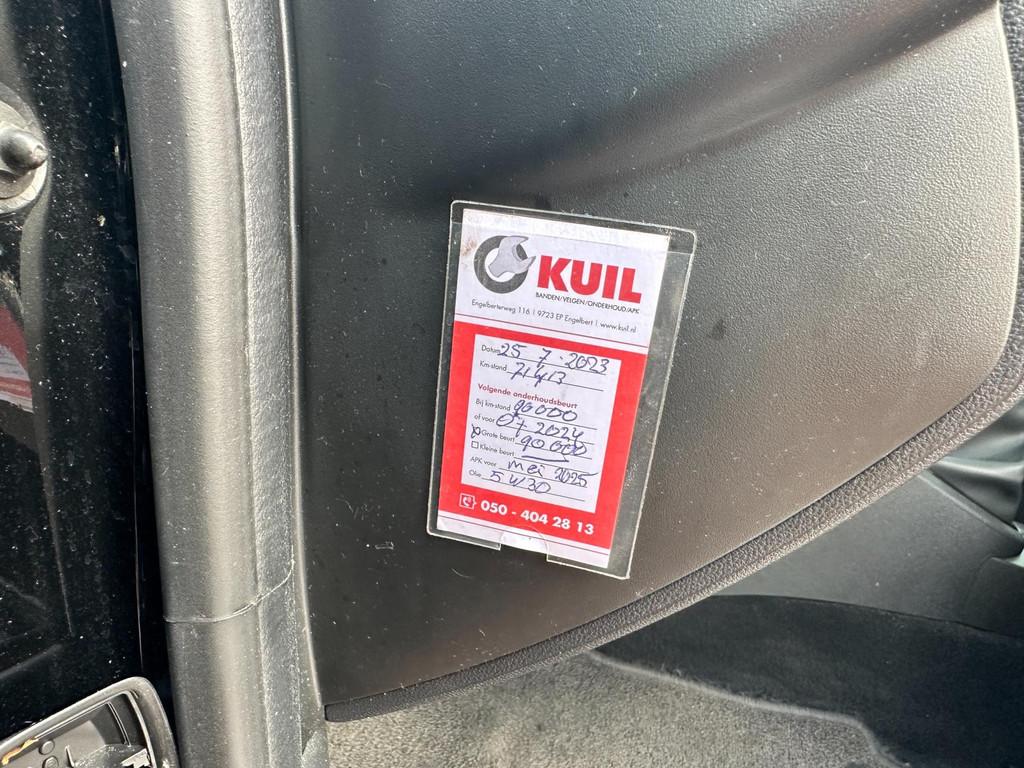 KUIL
BANDEN/VELGEN/ONDERHOUD/APK
Engelberterweg 116 | 9723 EP Engelbert | www.kuil.nl
Datum 25 7 - 2023
Km-stand 71413
Volgende onderhoudsbeurt
Bij km-stand 90000
of voor 07 2024
Grote beurt 90000
Kleine beurt
APK voor mei 2025
Olie 5W30
050 - 404 28 13